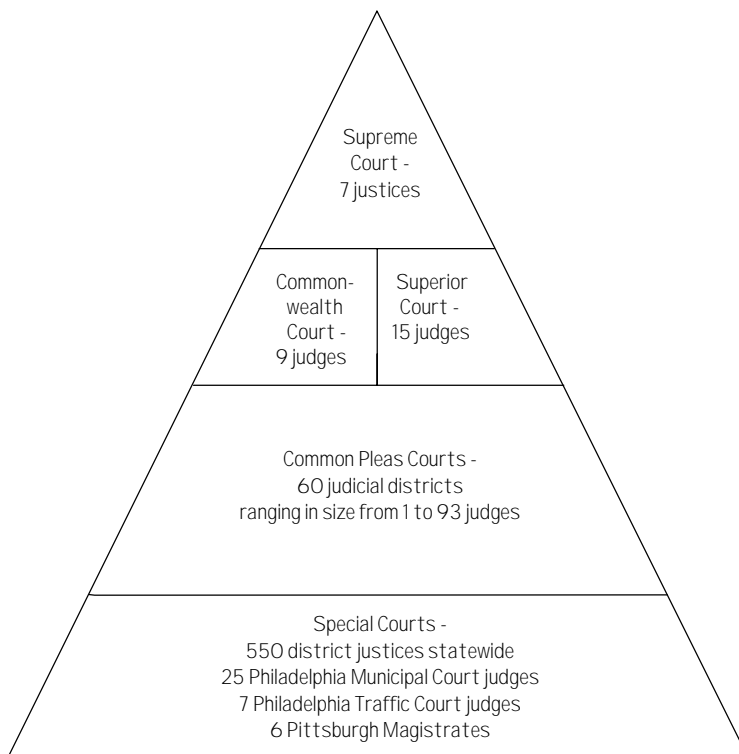 Supreme
Court -
7 justices
Common-
wealth
Court -
9 judges
Superior
Court -
15 judges
Common Pleas Courts -
60 judicial districts
ranging in size from 1 to 93 judges
Special Courts -
550 district justices statewide
25 Philadelphia Municipal Court judges
7 Philadelphia Traffic Court judges
6 Pittsburgh Magistrates